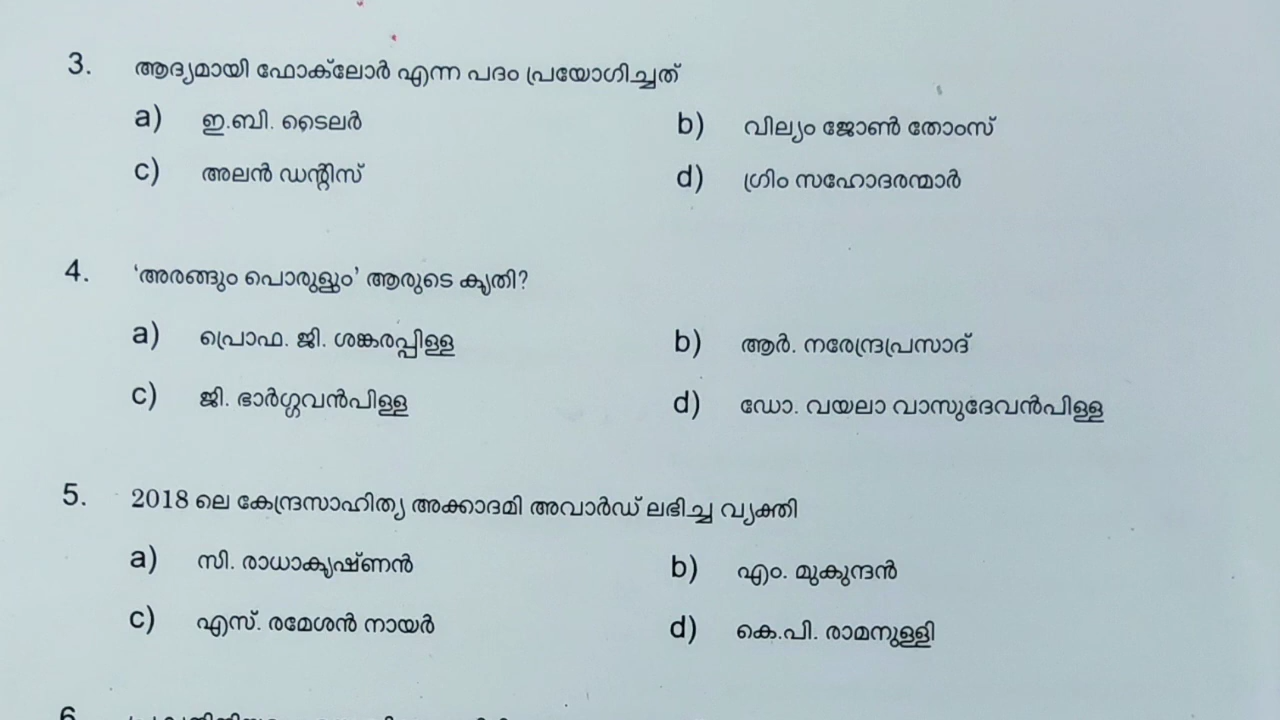 3. ആദ്യമായി ഫോക്‌ലോർ എന്ന പദം പ്രയോഗിച്ചത്
a) ഇ.ബി. ടൈലർ b) വില്യം ജോൺ തോംസ്
c) അലൻ ഡന്റിസ് d) ഗ്രിം സഹോദരന്മാർ
4. ‘അരങ്ങും പൊരുളും’ ആരുടെ കൃതി?
a) പ്രൊഫ. ജി. ശങ്കരപ്പിള്ള b) ആർ. നരേന്ദ്രപ്രസാദ്
c) ജി. ഭാർഗ്ഗവൻപിള്ള d) ഡോ. വയലാ വാസുദേവൻപിള്ള
5. 2018 ലെ കേന്ദ്രസാഹിത്യ അക്കാദമി അവാർഡ് ലഭിച്ച വ്യക്തി
a) സി. രാധാകൃഷ്ണൻ b) എം. മുകുന്ദൻ
c) എസ്. രമേശൻ നായർ d) കെ.പി. രാമനുള്ളി
6.